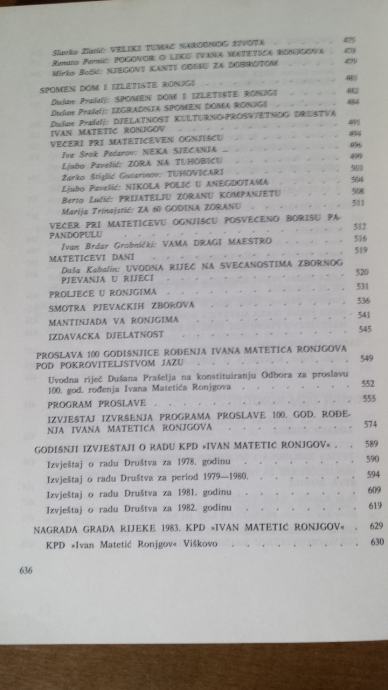 Slavko Zlatić: VELIKI TUMAČ NARODNOG ŽIVOTA . . . . 475
Renato Pernić: POGOVOR O LIKU IVANA MATETIĆA RONJGOVA . 478
Mirko Božić: NJEGOVI KANTI ODIŠU ZA DOBROTOM . . . 479
SPOMEN DOM I IZLETIŠTE RONJGI . . . . . . . 481
Dušan Prašelj: SPOMEN DOM I IZLETIŠTE RONJGI . . . 482
Dušan Prašelj: IZGRADNJA SPOMEN DOMA RONJGI . . . 484
Dušan Prašelj: DJELATNOST KULTURNO-PROSVJETNOG DRUŠTVA
IVAN MATETIĆ RONJGOV . . . . . . . . 491
VEČERI PRI MATETIĆEVEN OGNJIŠĆU . . . . . . 494
Ive Šrok Pećarov: NEKA SJEĆANJA . . . . . . 496
Ljubo Pavešić: ZORA NA TUHOBIĆU . . . . . . 499
Žarko Štiglić Gutarinov: TUHOVIĆARI . . . . . . 503
Ljubo Pavešić: NIKOLA POLIĆ U ANEGDOTAMA . . . . 504
Berto Lučić: PRIJATELJU ZORANU KOMPANJETU . . . . 508
Marija Trinajstić: ZA 60 GODINA ZORANU . . . . . 511
VEČER PRI MATETIĆEVU OGNJIŠĆU POSVEĆENO BORISU PA-
PANDOPULU . . . . . . . . . . 512
Ivan Brdar Grobnički: VAMA DRAGI MAESTRO . . . . 516
MATETIĆEVI DANI . . . . . . . . . 519
Daša Kabalin: UVODNA RIJEČ NA SVEČANOSTIMA ZBORNOG
PJEVANJA U RIJECI . . . . . . . . . 520
PROLJEĆE U RONJGIMA . . . . . . . . 531
SMOTRA PJEVAČKIH ZBOROVA . . . . . . . 536
MANTINJADA VA RONJGIMA . . . . . . . 541
IZDAVAČKA DJELATNOST . . . . . . . . 545
PROSLAVA 100 GODIŠNJICE ROĐENJA IVANA MATETIĆA RONJGOVA
POD POKROVITELJSTVOM JAZU . . . . . . . 549
Uvodna riječ Dušana Prašelja na konstituiranju Odbora za proslavu
100. god. rođenja Ivana Matetića Ronjgova . . . . . 552
PROGRAM PROSLAVE . . . . . . . . . 555
IZVJEŠTAJ IZVRŠENJA PROGRAMA PROSLAVE 100. GOD. ROĐE-
NJA IVANA MATETIĆA RONJGOVA . . . . . . 574
GODIŠNJI IZVJEŠTAJI O RADU KPD »IVAN MATETIĆ RONJGOV« . . 589
Izvještaj o radu Društva za 1978. godinu . . . . . 590
Izvještaj o radu Društva za period 1979—1980. . . . . 594
Izvještaj o radu Društva za 1981. godinu . . . . . 609
Izvještaj o radu Društva za 1982. godinu . . . . . 619
NAGRADA GRADA RIJEKE 1983. KPD »IVAN MATETIĆ RONJGOV« . 629
KPD »Ivan Matetić Ronjgov« Viškovo . . . . . . 630
636